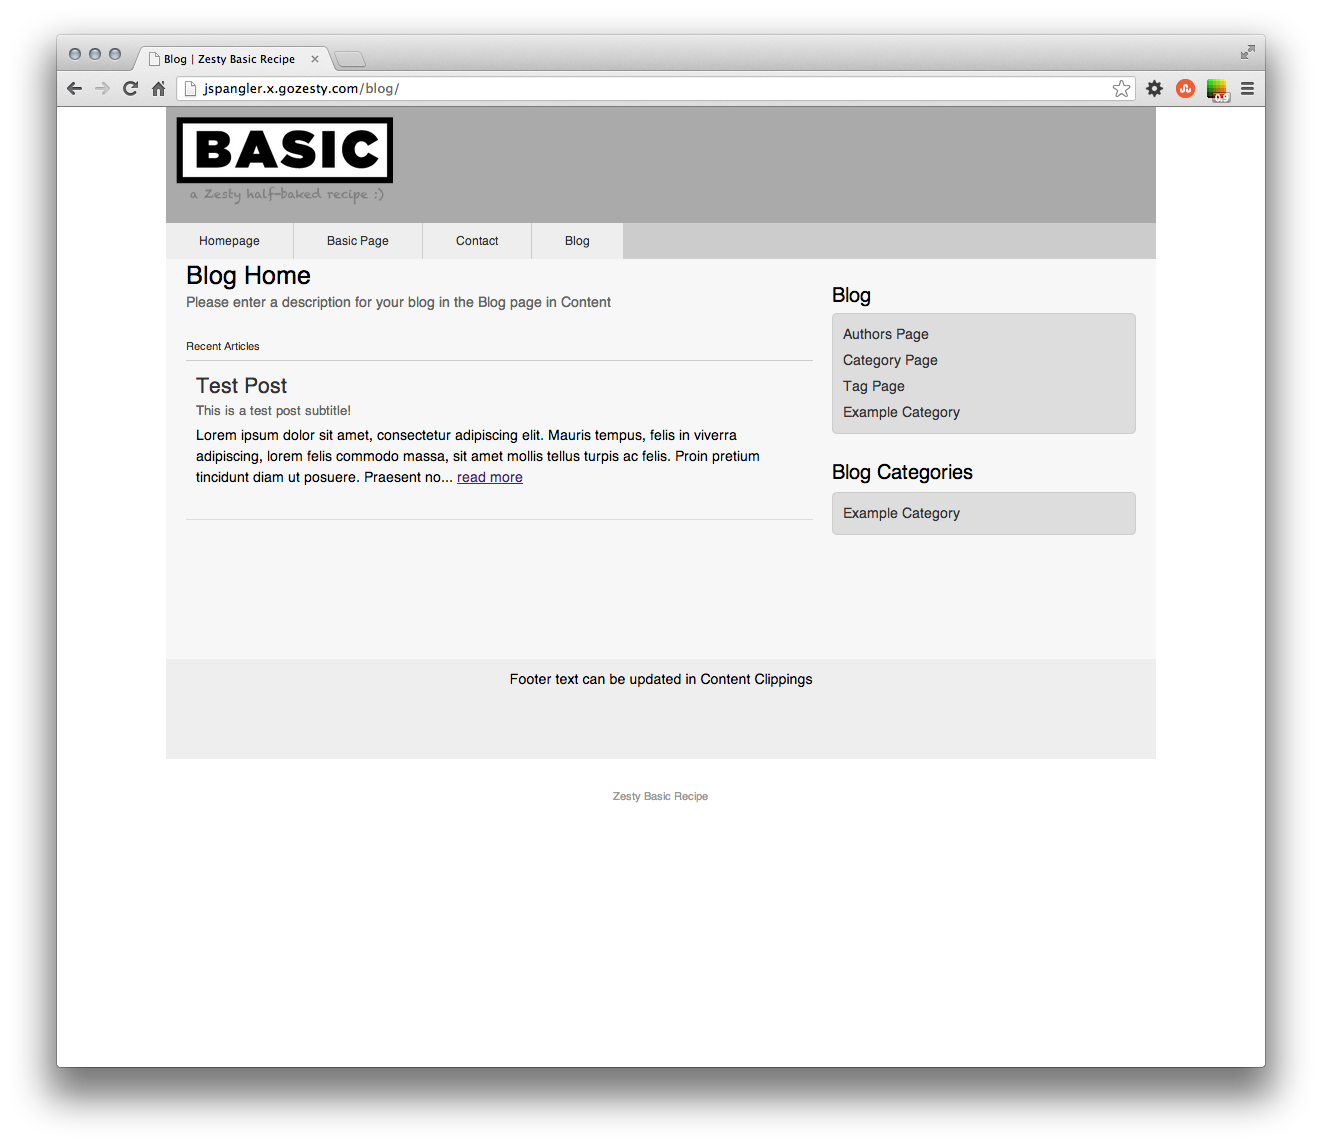 Blog | Zesty Basic Recipe
jspangler.x.gozesty.com/blog/
0.9
BASIC
a Zesty half-baked recipe :)
Homepage
Basic Page
Contact
Blog
Blog Home
Please enter a description for your blog in the Blog page in Content
Recent Articles
Test Post
This is a test post subtitle!
Lorem ipsum dolor sit amet, consectetur adipiscing elit. Mauris tempus, felis in viverra
adipiscing, lorem felis commodo massa, sit amet mollis tellus turpis ac felis. Proin pretium
tincidunt diam ut posuere. Praesent no... read more
Blog
Authors Page
Category Page
Tag Page
Example Category
Blog Categories
Example Category
Footer text can be updated in Content Clippings
Zesty Basic Recipe